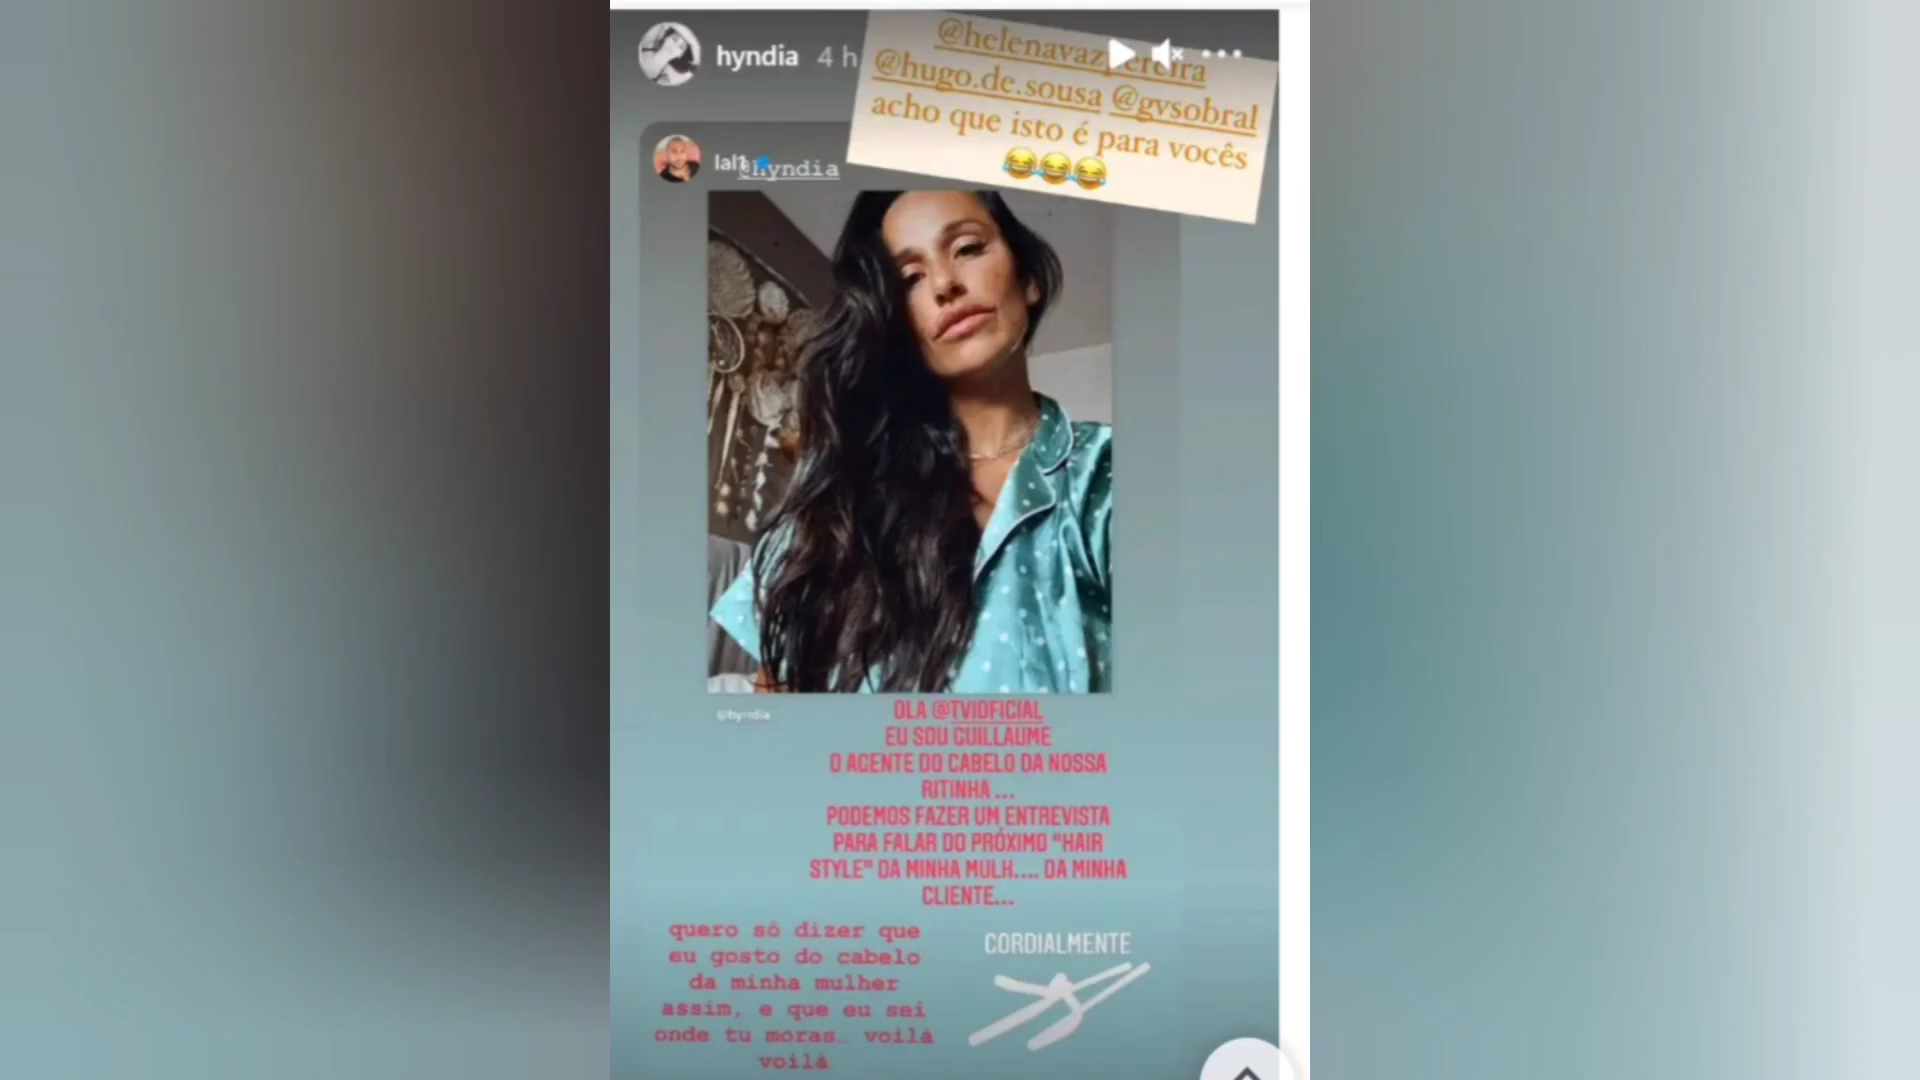 hyndia 4 h
@helenavaz
@hugo.de.sousa @gvsobral
acho que isto é para vocês
😂😂😂
@hyndia
@hyndia
OLA @TVIOFICIAL
EU SOU GUILLAUME
O AGENTE DO CABELO DA NOSSA
RITINHA...
PODEMOS FAZER UM ENTREVISTA
PARA FALAR DO PRÓXIMO "HAIR
STYLE" DA MINHA MULH.... DA MINHA
CLIENTE...
quero só dizer que
eu gosto do cabelo
da minha mulher
assim, e que eu sei
onde tu moras… voilà
voilà
CORDIALMENTE